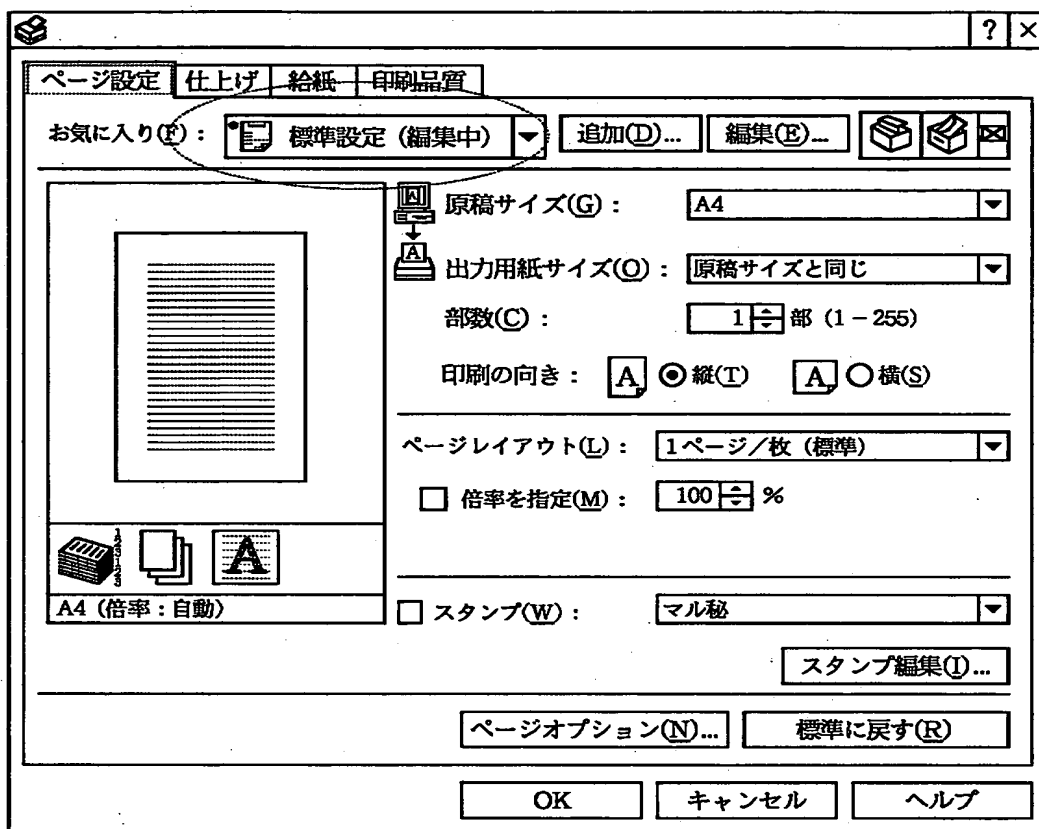 ? ×
ページ設定 仕上げ 給紙 印刷品質
お気に入り(F)： 標準設定（編集中） 追加(D)... 編集(E)...
原稿サイズ(G)： A4
出力用紙サイズ(O)： 原稿サイズと同じ
部数(C)： 1 部（1－255）
印刷の向き： A 縦(T) A 横(S)
ページレイアウト(L)： 1ページ／枚（標準）
倍率を指定(M)： 100 %
123123
A
A4（倍率：自動）
スタンプ(W)： マル秘
スタンプ編集(I)...
ページオプション(N)... 標準に戻す(R)
OK キャンセル ヘルプ